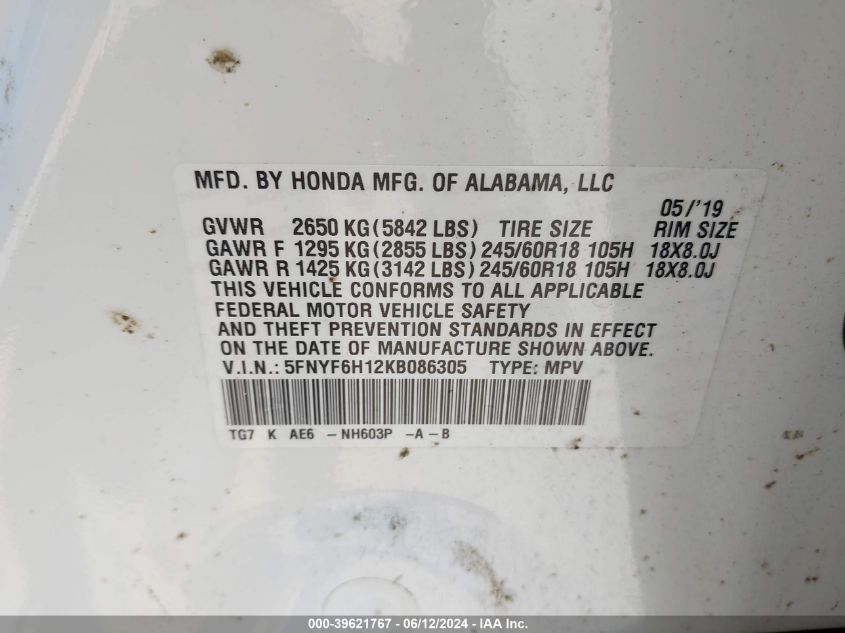 MFD. BY HONDA MFG. OF ALABAMA, LLC
05/'19
GVWR 2650 KG(5842 LBS) TIRE SIZE RIM SIZE
GAWR F 1295 KG(2855 LBS)245/60R18 105H 18X8.0J
GAWR R 1425 KG(3142 LBS)245/60R18 105H 18X8.0J
THIS VEHICLE CONFORMS TO ALL APPLICABLE
FEDERAL MOTOR VEHICLE SAFETY
AND THEFT PREVENTION STANDARDS IN EFFECT
ON THE DATE OF MANUFACTURE SHOWN ABOVE.
V.I.N.: 5FNYF6H12KB086305 TYPE: MPV
TG7 K AE6 -NH603P -A-B
000-39621767 - 06/12/2024 - IAA Inc.